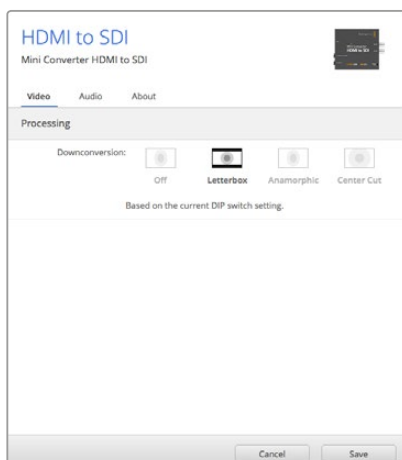 HDMI to SDI
Mini Converter HDMI to SDI
Video Audio About
Processing
Downconversion:
Off Letterbox Anamorphic Center Cut
Based on the current DIP switch setting.
Cancel Save